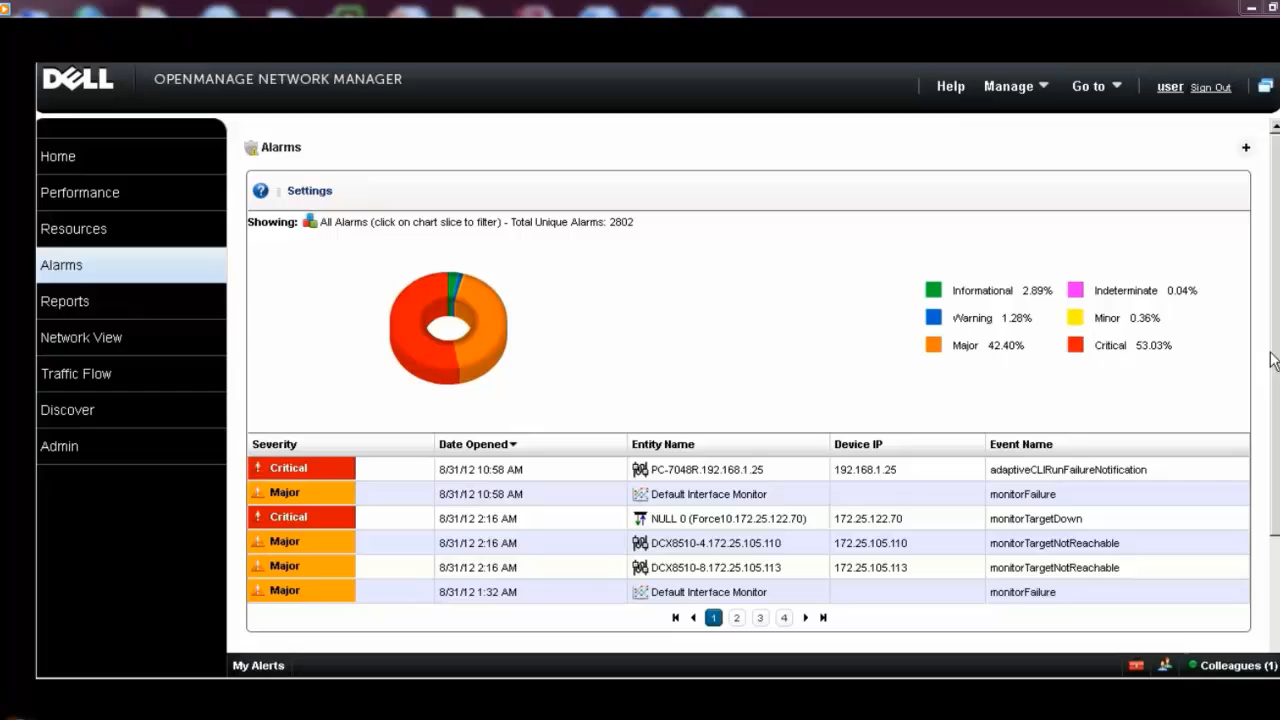 DELL OPENMANAGE NETWORK MANAGER
Help Manage Go to user Sign Out
Home
Performance
Resources
Alarms
Reports
Network View
Traffic Flow
Discover
Admin
Alarms
Settings
Showing: All Alarms (click on chart slice to filter) - Total Unique Alarms: 2802
Informational 2.89% Indeterminate 0.04%
Warning 1.28% Minor 0.36%
Major 42.40% Critical 53.03%
Severity Date Opened Entity Name Device IP Event Name
Critical 8/31/12 10:58 AM PC-7048R.192.168.1.25 192.168.1.25 adaptiveCLIRunFailureNotification
Major 8/31/12 10:58 AM Default Interface Monitor monitorFailure
Critical 8/31/12 2:16 AM NULL 0 (Force10.172.25.122.70) 172.25.122.70 monitorTargetDown
Major 8/31/12 2:16 AM DCX8510-4.172.25.105.110 172.25.105.110 monitorTargetNotReachable
Major 8/31/12 2:16 AM DCX8510-8.172.25.105.113 172.25.105.113 monitorTargetNotReachable
Major 8/31/12 1:32 AM Default Interface Monitor monitorFailure
1 2 3 4
My Alerts Colleagues (1)